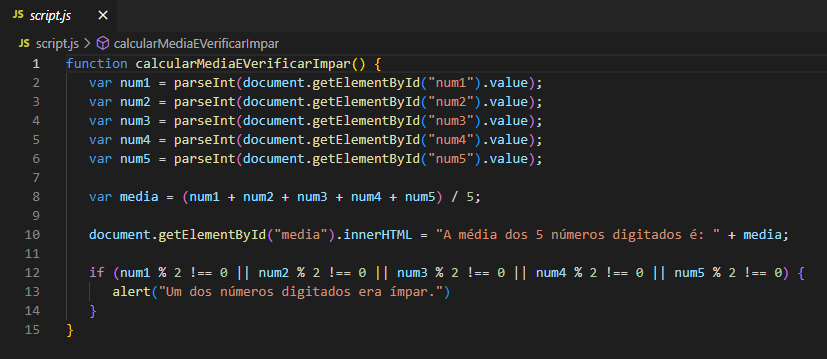 JS script.js ×
JS script.js > calcularMediaEVerificarImpar
1 function calcularMediaEVerificarImpar() {
2 var num1 = parseInt(document.getElementById("num1").value);
3 var num2 = parseInt(document.getElementById("num2").value);
4 var num3 = parseInt(document.getElementById("num3").value);
5 var num4 = parseInt(document.getElementById("num4").value);
6 var num5 = parseInt(document.getElementById("num5").value);
7
8 var media = (num1 + num2 + num3 + num4 + num5) / 5;
9
10 document.getElementById("media").innerHTML = "A média dos 5 números digitados é: " + media;
11
12 if (num1 % 2 !== 0 || num2 % 2 !== 0 || num3 % 2 !== 0 || num4 % 2 !== 0 || num5 % 2 !== 0) {
13 alert("Um dos números digitados era ímpar.")
14 }
15 }